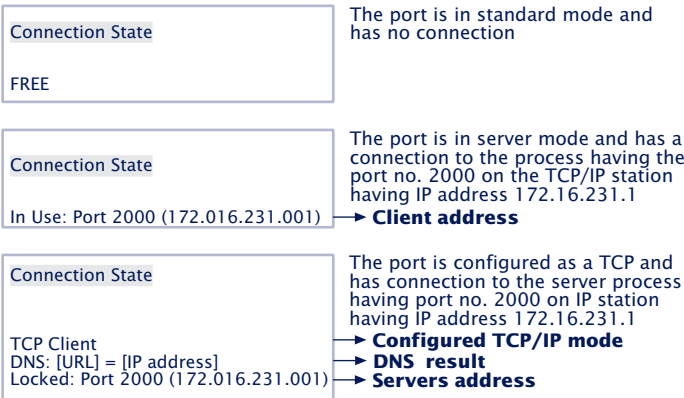 Connection State
FREE
The port is in standard mode and
has no connection
Connection State
In Use: Port 2000 (172.016.231.001)
The port is in server mode and has a
connection to the process having the
port no. 2000 on the TCP/IP station
having IP address 172.16.231.1
Client address
Connection State
TCP Client
DNS: [URL] = [IP address]
Locked: Port 2000 (172.016.231.001)
The port is configured as a TCP and
has connection to the server process
having port no. 2000 on IP station
having IP address 172.16.231.1
Configured TCP/IP mode
DNS result
Servers address